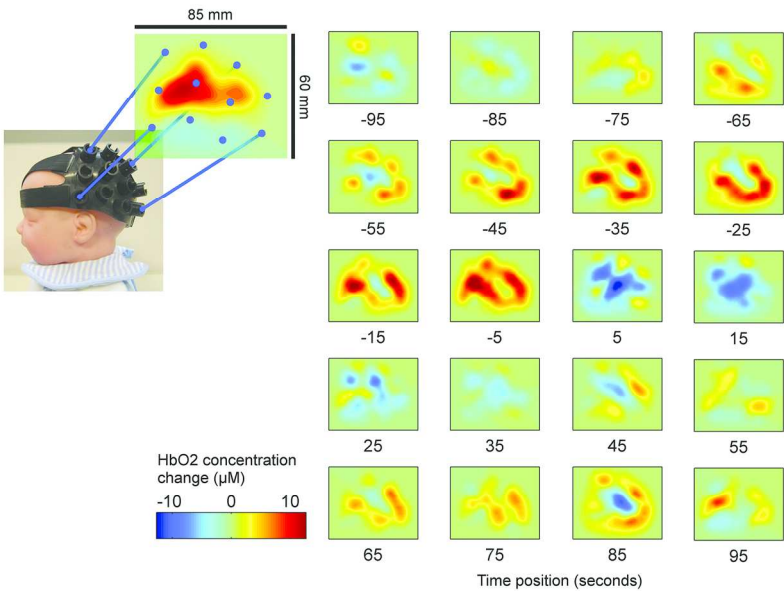 85 mm
60 mm
-95 -85 -75 -65
-55 -45 -35 -25
-15 -5 5 15
25 35 45 55
HbO2 concentration
change (µM)
-10 0 10
65 75 85 95
Time position (seconds)